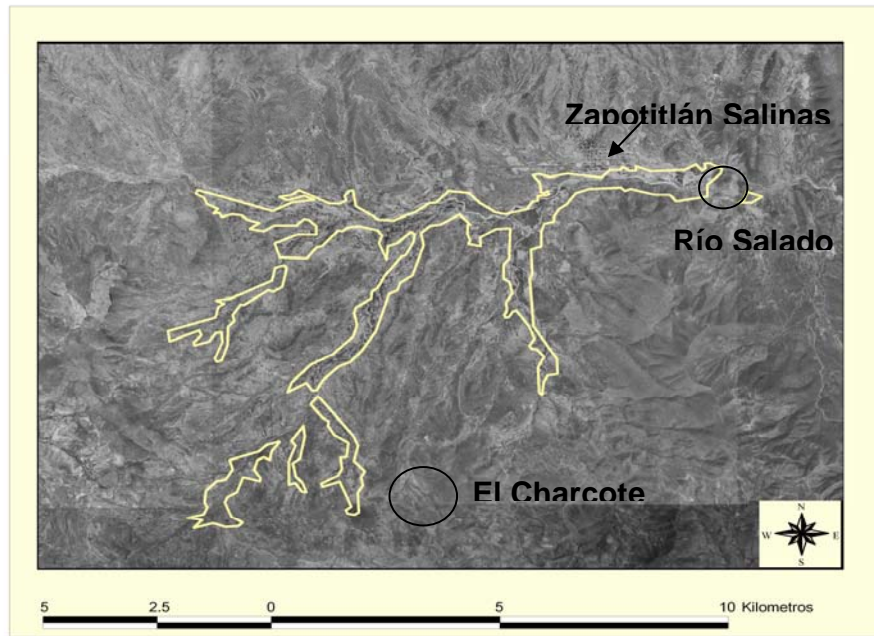 Zapotitlán Salinas
Río Salado
El Charcote
N
W E
S
5 2.5 0 5 10 Kilometros